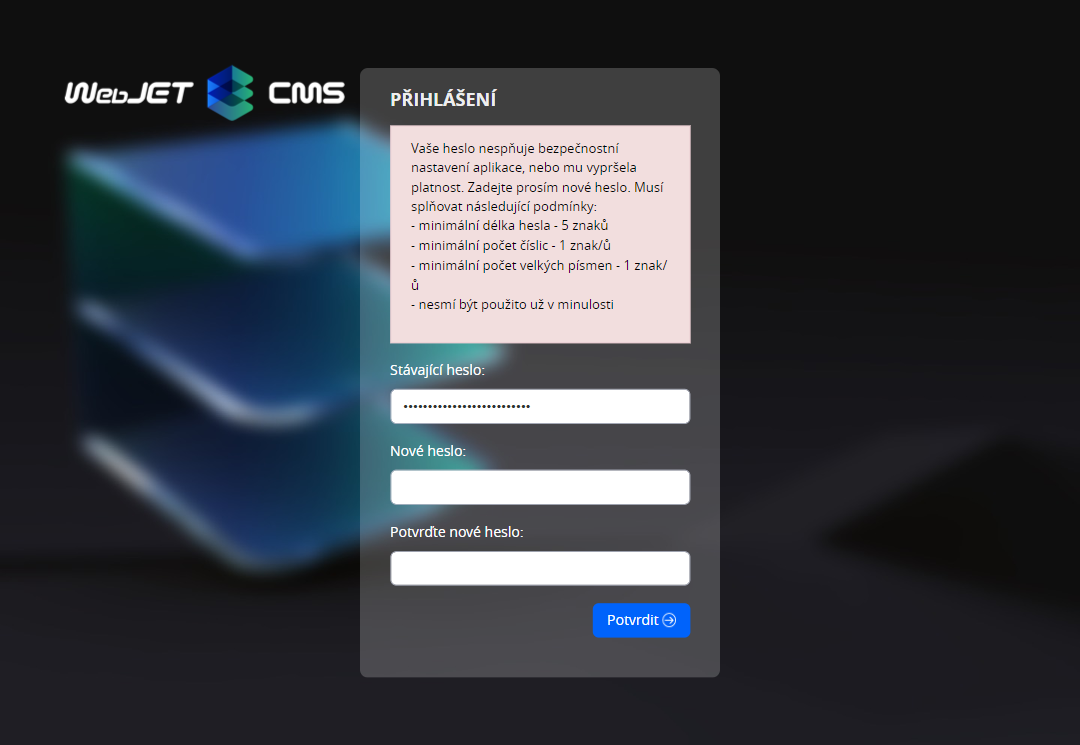 WebJET CMS
PŘIHLÁŠENÍ
Vaše heslo nespňuje bezpečnostní
nastavení aplikace, nebo mu vypršela
platnost. Zadejte prosím nové heslo. Musí
splňovat následující podmínky:
- minimální délka hesla - 5 znaků
- minimální počet číslic - 1 znak/ů
- minimální počet velkých písmen - 1 znak/
ů
- nesmí být použito už v minulosti
Stávající heslo:
••••••••••••••••••••••••••
Nové heslo:
Potvrďte nové heslo:
Potvrdit